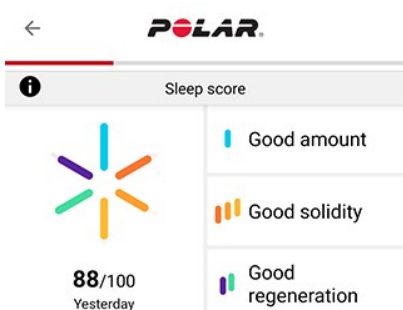 POLAR.
Sleep score
Good amount
Good solidity
88/100
Yesterday
Good
regeneration